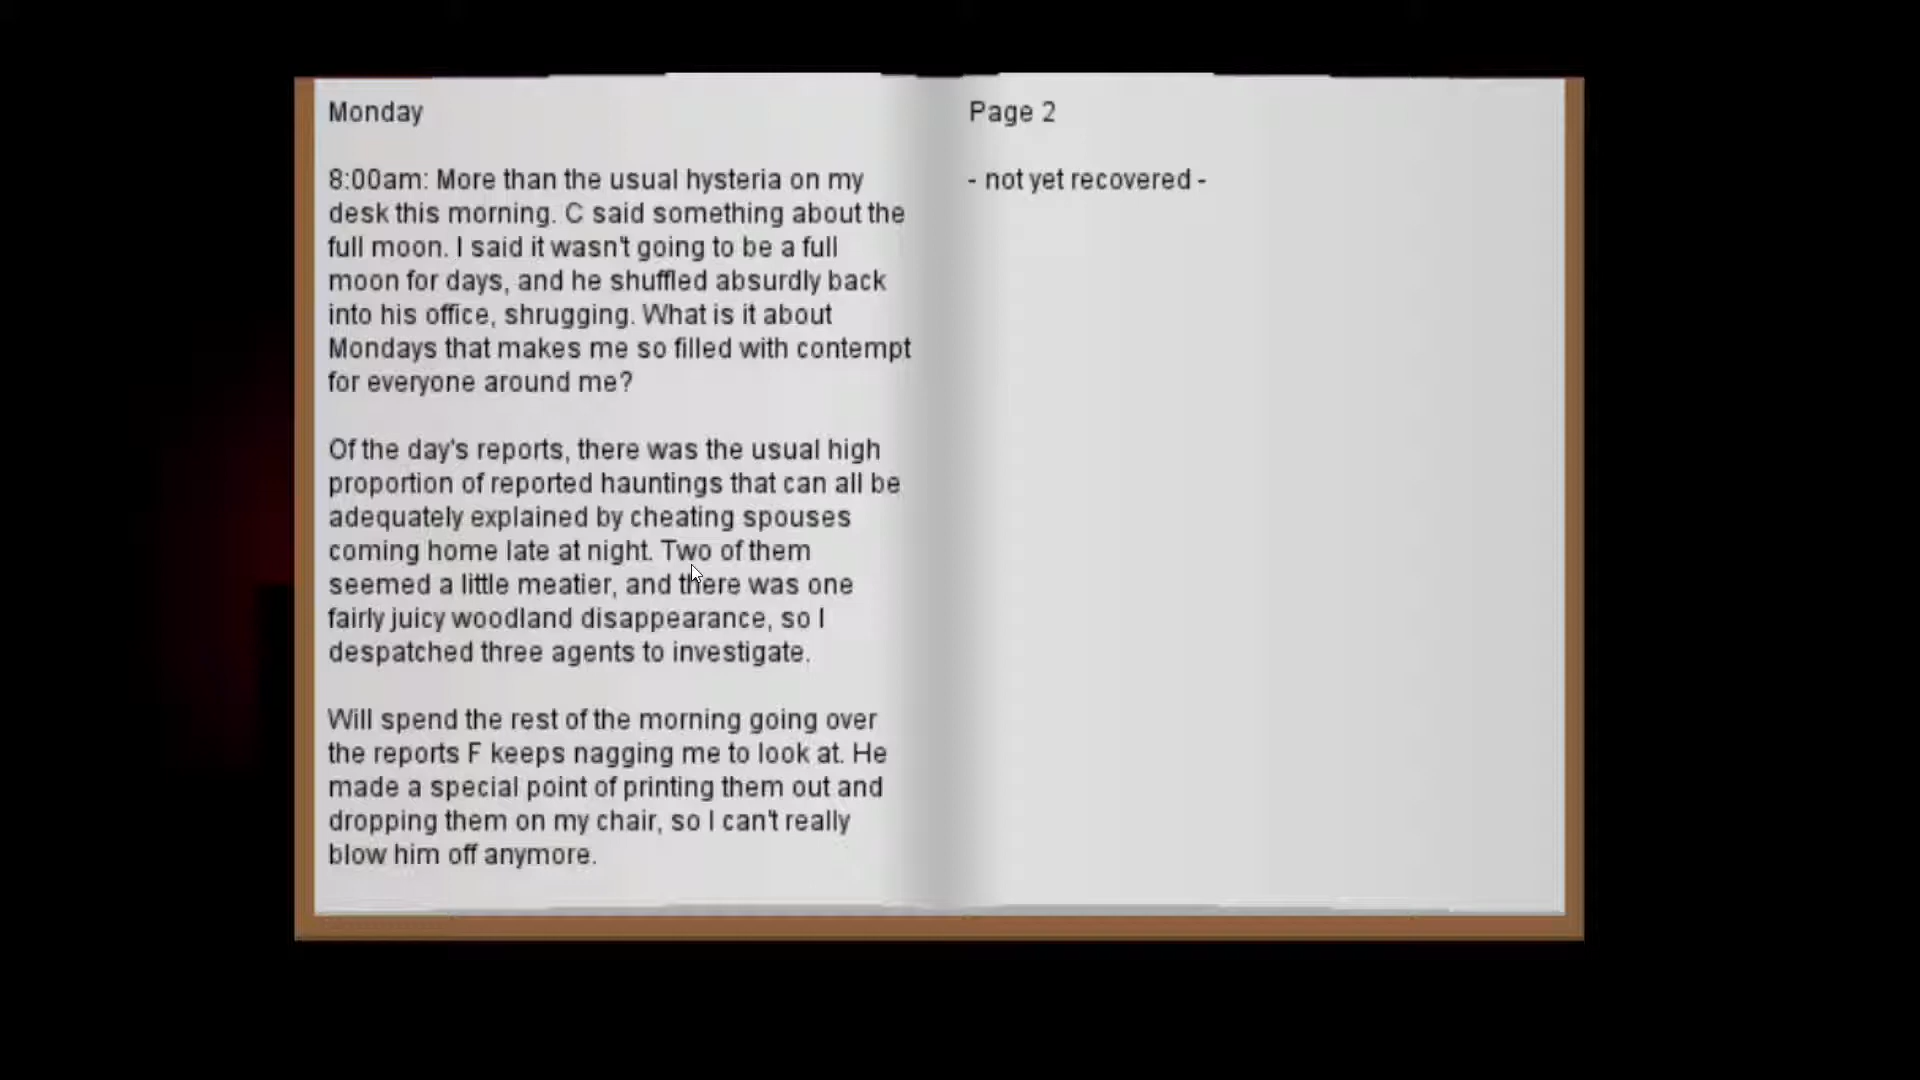 Monday
8:00am: More than the usual hysteria on my
desk this morning. C said something about the
full moon. I said it wasn't going to be a full
moon for days, and he shuffled absurdly back
into his office, shrugging. What is it about
Mondays that makes me so filled with contempt
for everyone around me?
Of the day's reports, there was the usual high
proportion of reported hauntings that can all be
adequately explained by cheating spouses
coming home late at night. Two of them
seemed a little meatier, and there was one
fairly juicy woodland disappearance, so I
despatched three agents to investigate.
Will spend the rest of the morning going over
the reports F keeps nagging me to look at. He
made a special point of printing them out and
dropping them on my chair, so I can't really
blow him off anymore.
Page 2
- not yet recovered -